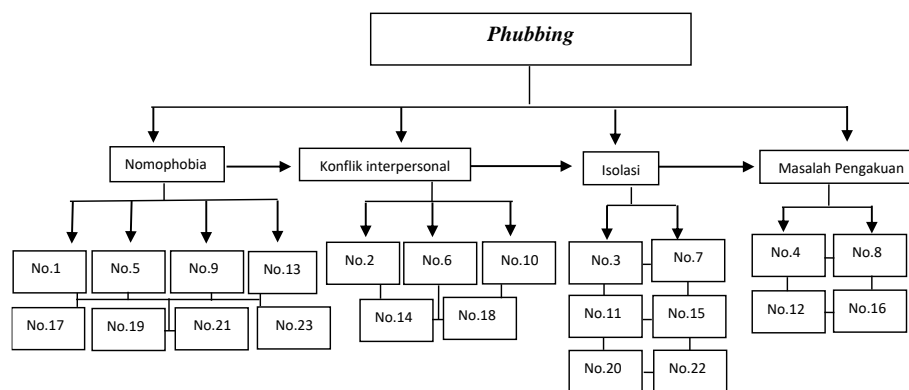 Phubbing
Nomophobia
Konflik interpersonal
Isolasi
Masalah Pengakuan
No.1
No.5
No.9
No.13
No.17
No.19
No.21
No.23
No.2
No.6
No.10
No.14
No.18
No.3
No.7
No.11
No.15
No.20
No.22
No.4
No.8
No.12
No.16